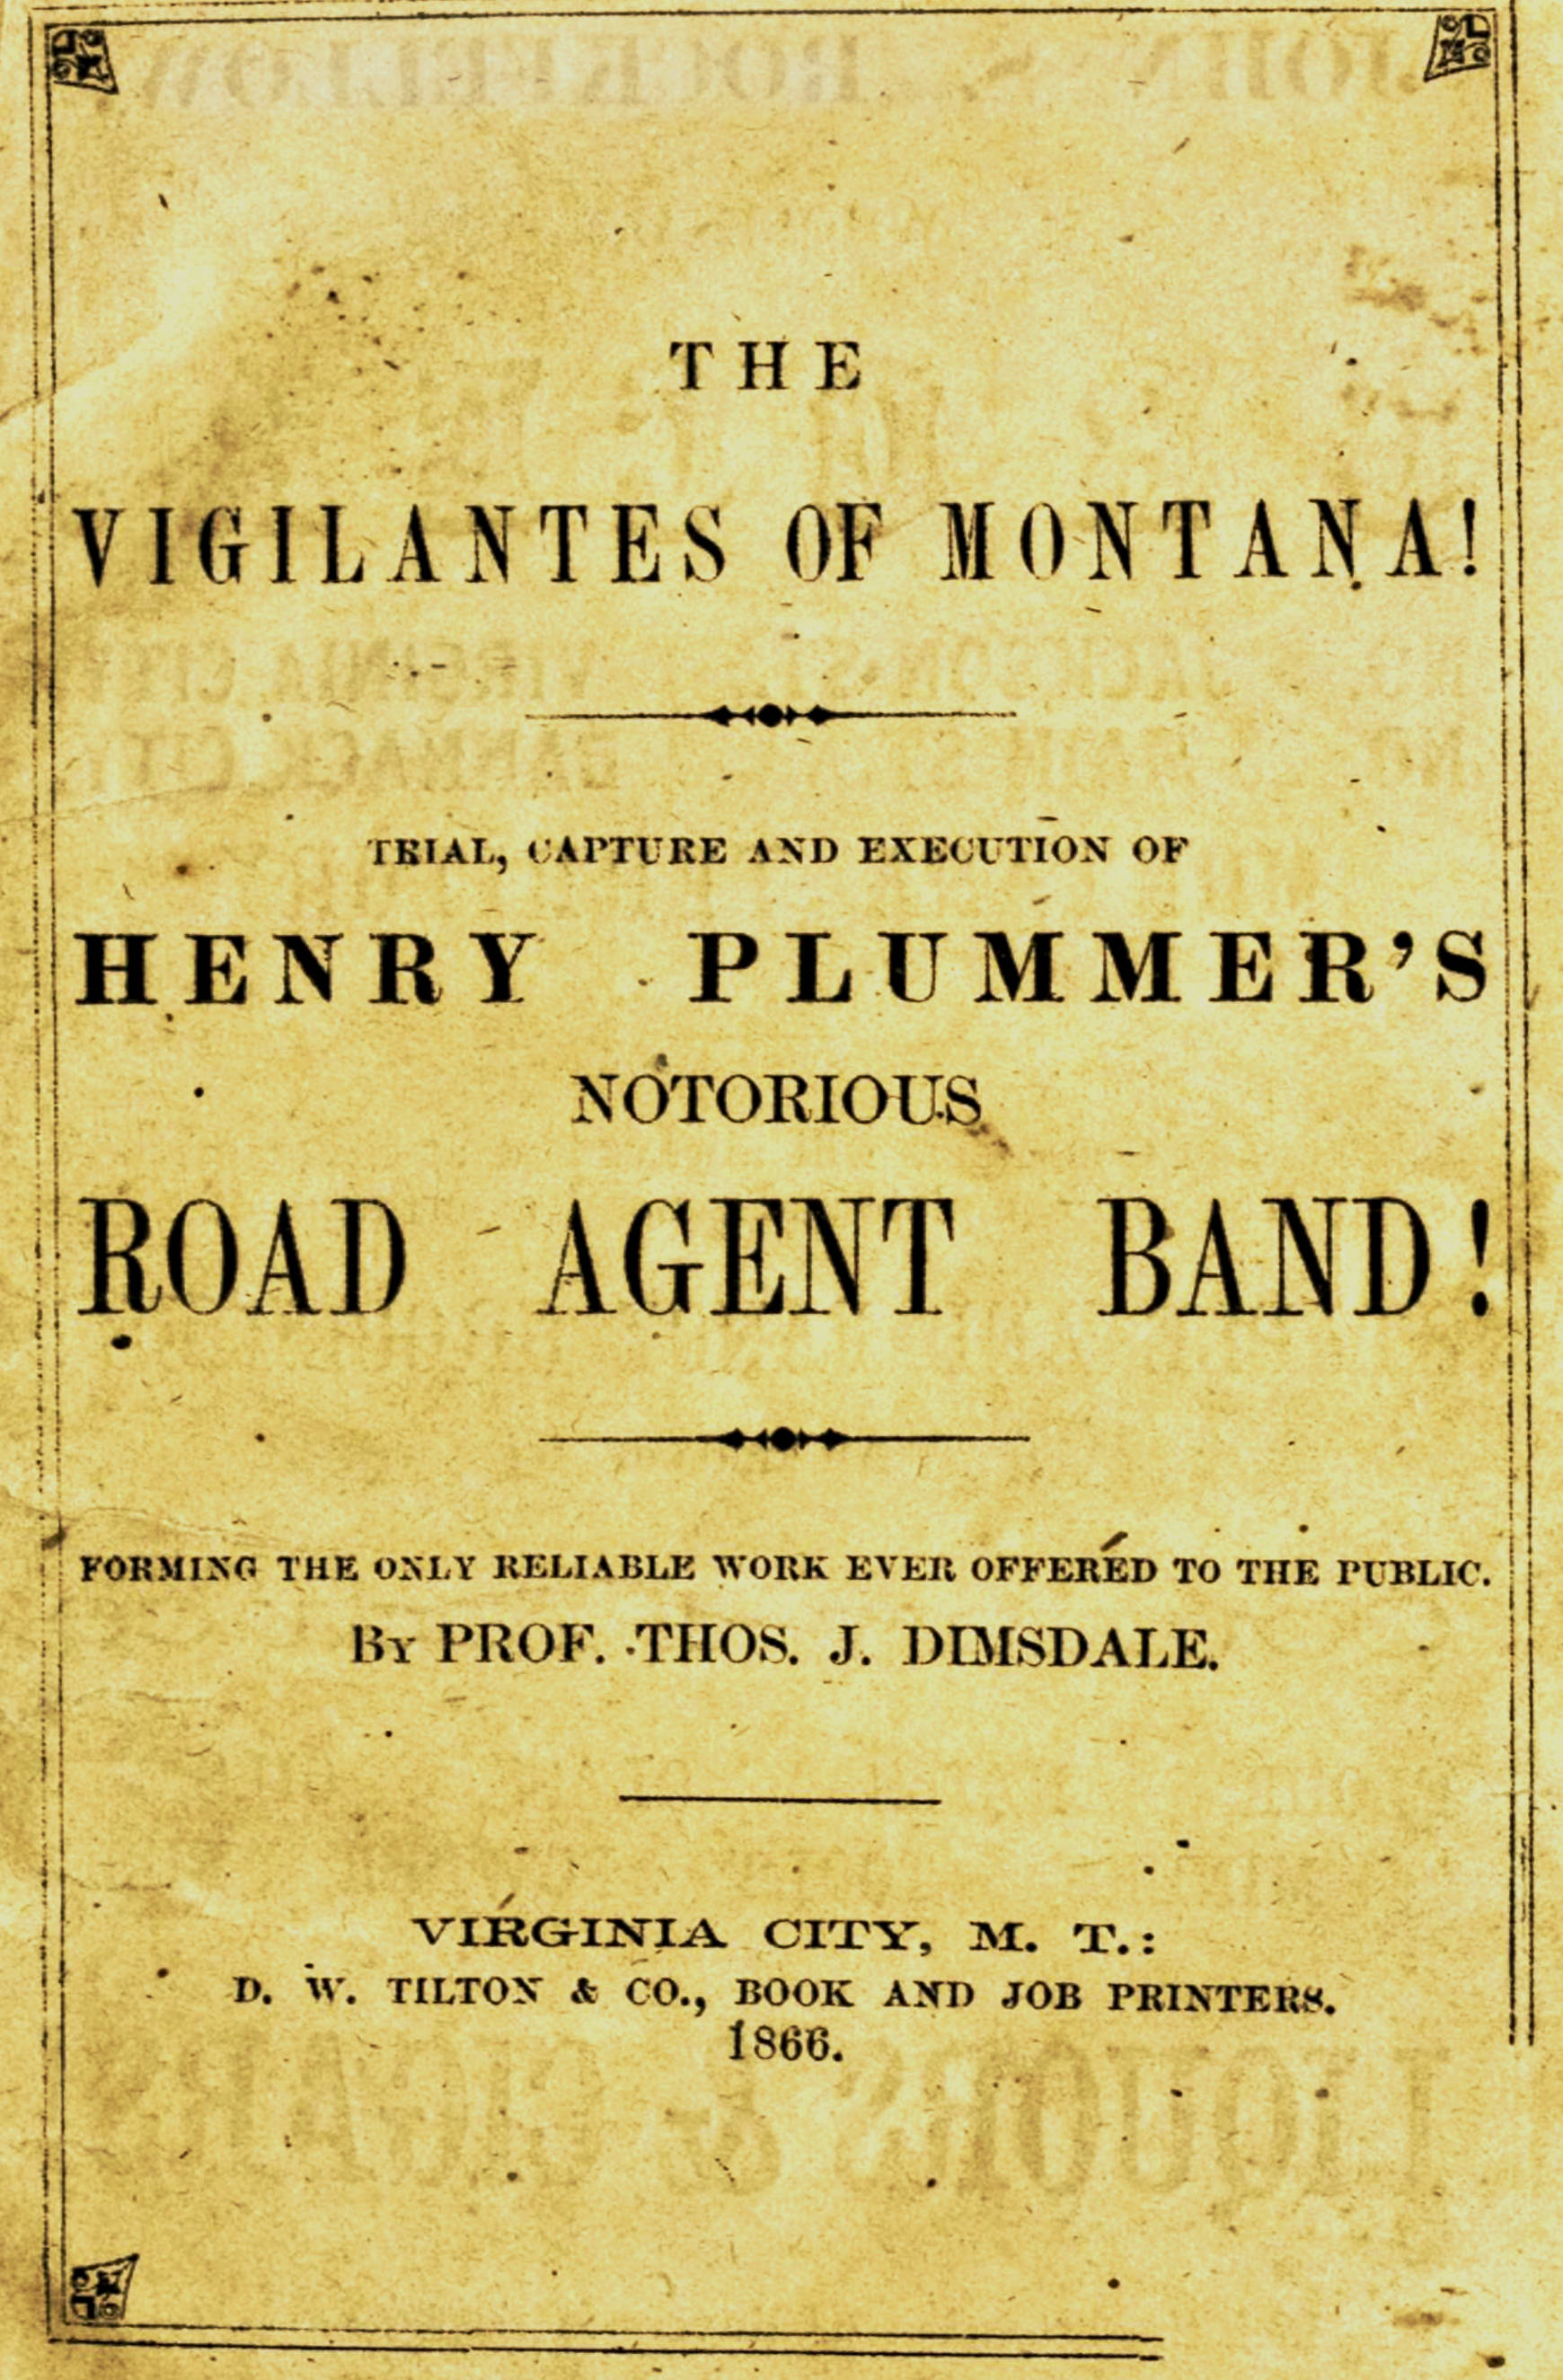 THE
VIGILANTES OF MONTANA!
TRIAL, CAPTURE AND EXECUTION OF
HENRY PLUMMER'S
NOTORIOUS
ROAD AGENT BAND!
FORMING THE ONLY RELIABLE WORK EVER OFFERED TO THE PUBLIC.
By PROF. THOS. J. DIMSDALE.
VIRGINIA CITY, M. T.:
D. W. TILTON & CO., BOOK AND JOB PRINTERS.
1866.